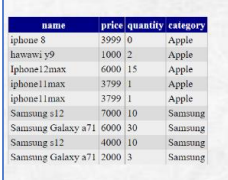 name price quantity category
iphone 8 3999 0 Apple
hawawi y9 1000 2 Apple
Iphone12max 6000 15 Apple
iphone11max 3799 1 Apple
iphone11max 3799 1 Apple
Samsung s12 7000 10 Samsung
Samsung Galaxy a71 6000 30 Samsung
Samsung s12 4000 10 Samsung
Samsung Galaxy a71 2000 3 Samsung